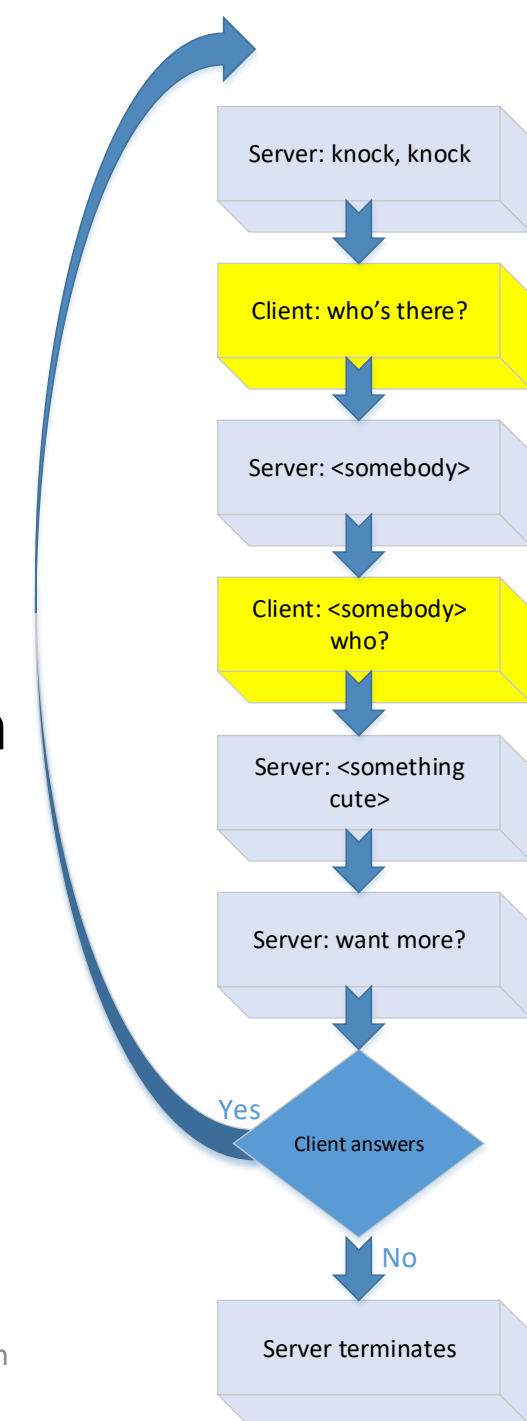 Server: knock, knock
Client: who’s there?
Server: <somebody>
Client: <somebody>
who?
Server: <something
cute>
Server: want more?
Yes
Client answers
No
Server terminates